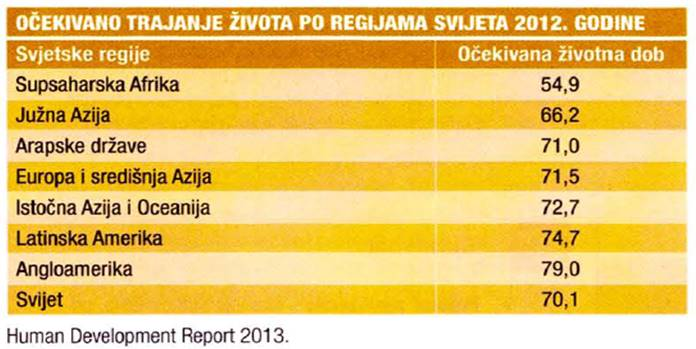 OČEKIVANO TRAJANJE ŽIVOTA PO REGIJAMA SVIJETA 2012. GODINE
Svjetske regije Očekivana životna dob
Supsaharska Afrika 54,9
Južna Azija 66,2
Arapske države 71,0
Europa i središnja Azija 71,5
Istočna Azija i Oceanija 72,7
Latinska Amerika 74,7
Angloamerika 79,0
Svijet 70,1
Human Development Report 2013.